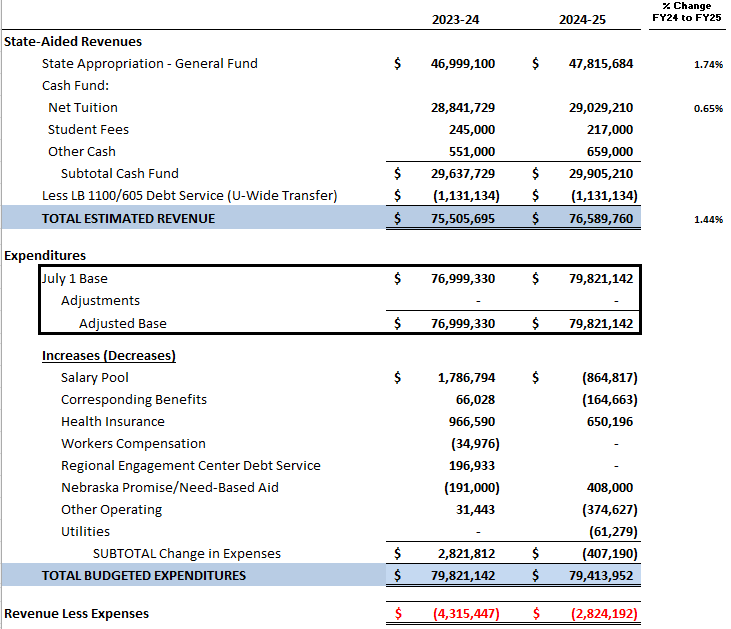 % Change
2023-24 2024-25 FY24 to FY25
State-Aided Revenues
State Appropriation - General Fund $ 46,999,100 $ 47,815,684 1.74%
Cash Fund:
Net Tuition 28,841,729 29,029,210 0.65%
Student Fees 245,000 217,000
Other Cash 551,000 659,000
Subtotal Cash Fund $ 29,637,729 $ 29,905,210
Less LB 1100/605 Debt Service (U-Wide Transfer) $ (1,131,134) $ (1,131,134)
TOTAL ESTIMATED REVENUE $ 75,505,695 $ 76,589,760 1.44%
Expenditures
July 1 Base $ 76,999,330 $ 79,821,142
Adjustments - -
Adjusted Base $ 76,999,330 $ 79,821,142
Increases (Decreases)
Salary Pool $ 1,786,794 $ (864,817)
Corresponding Benefits 66,028 (164,663)
Health Insurance 966,590 650,196
Workers Compensation (34,976) -
Regional Engagement Center Debt Service 196,933 -
Nebraska Promise/Need-Based Aid (191,000) 408,000
Other Operating 31,443 (374,627)
Utilities - (61,279)
SUBTOTAL Change in Expenses $ 2,821,812 $ (407,190)
TOTAL BUDGETED EXPENDITURES $ 79,821,142 $ 79,413,952
Revenue Less Expenses $ (4,315,447) $ (2,824,192)